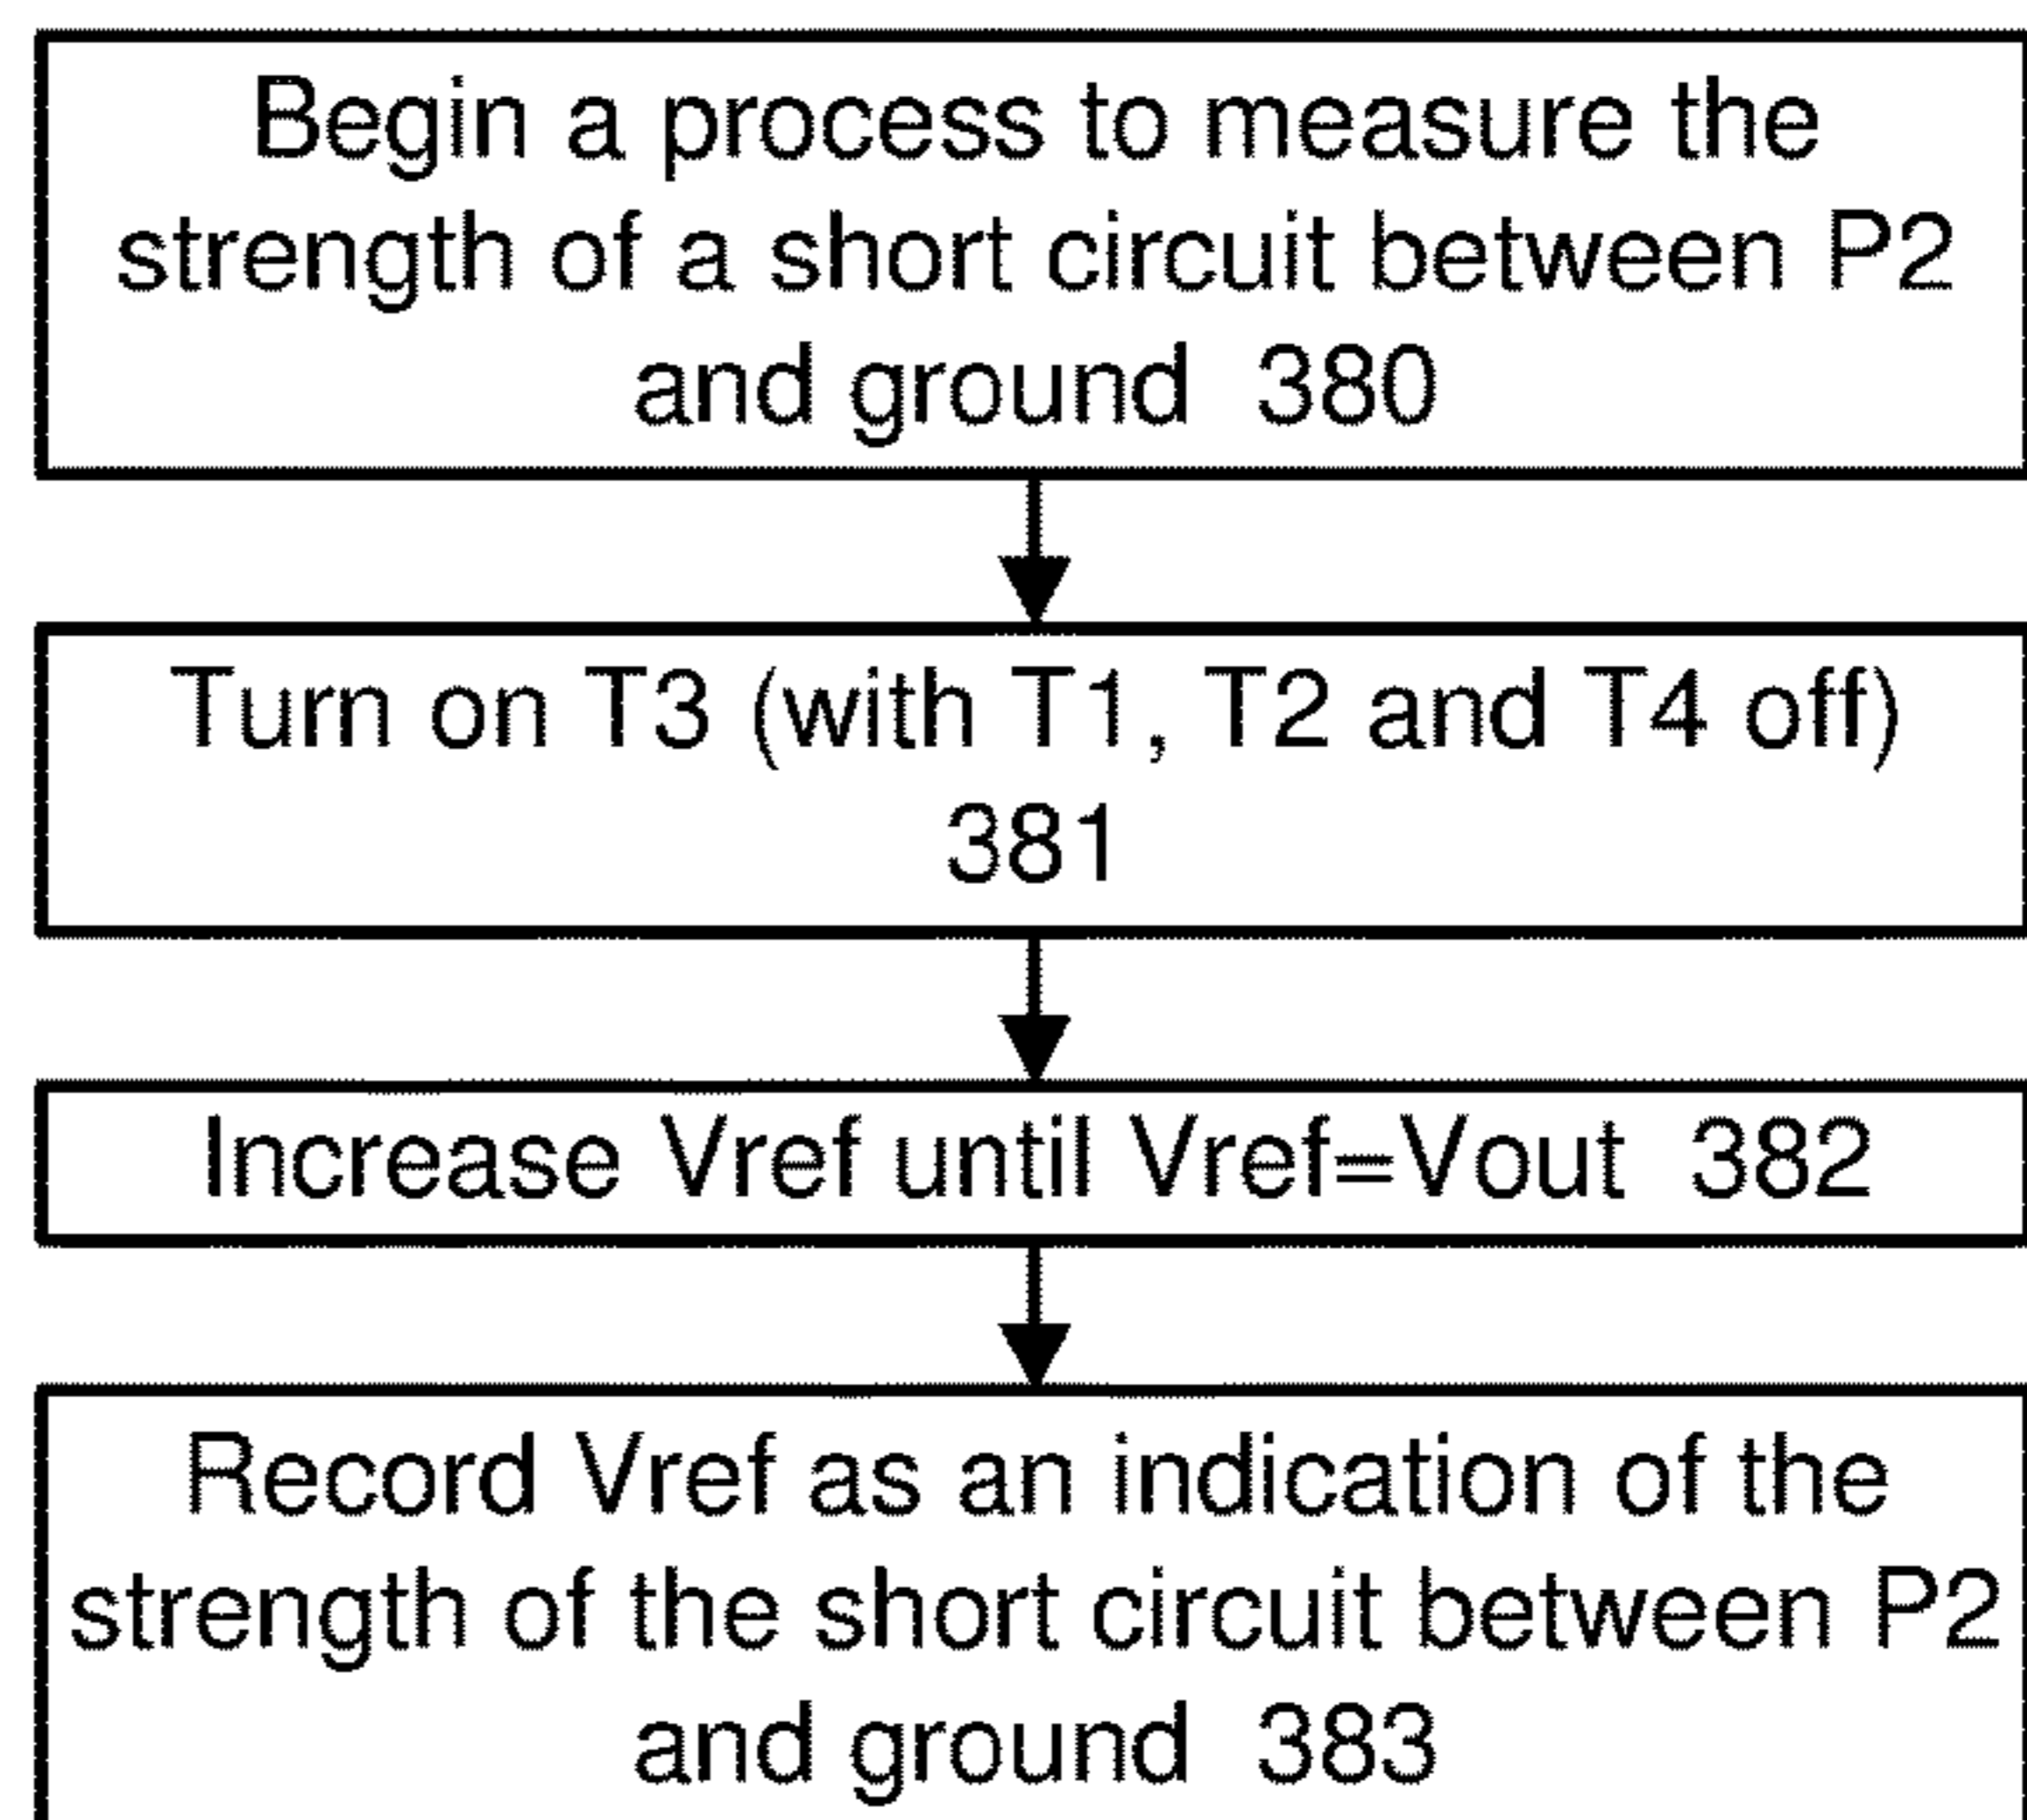 Begin a process to measure the
strength of a short circuit between P2
and ground 380
Turn on T3 (with T1, T2 and T4 off)
381
Increase Vref until Vref=Vout 382
Record Vref as an indication of the
strength of the short circuit between P2
and ground 383